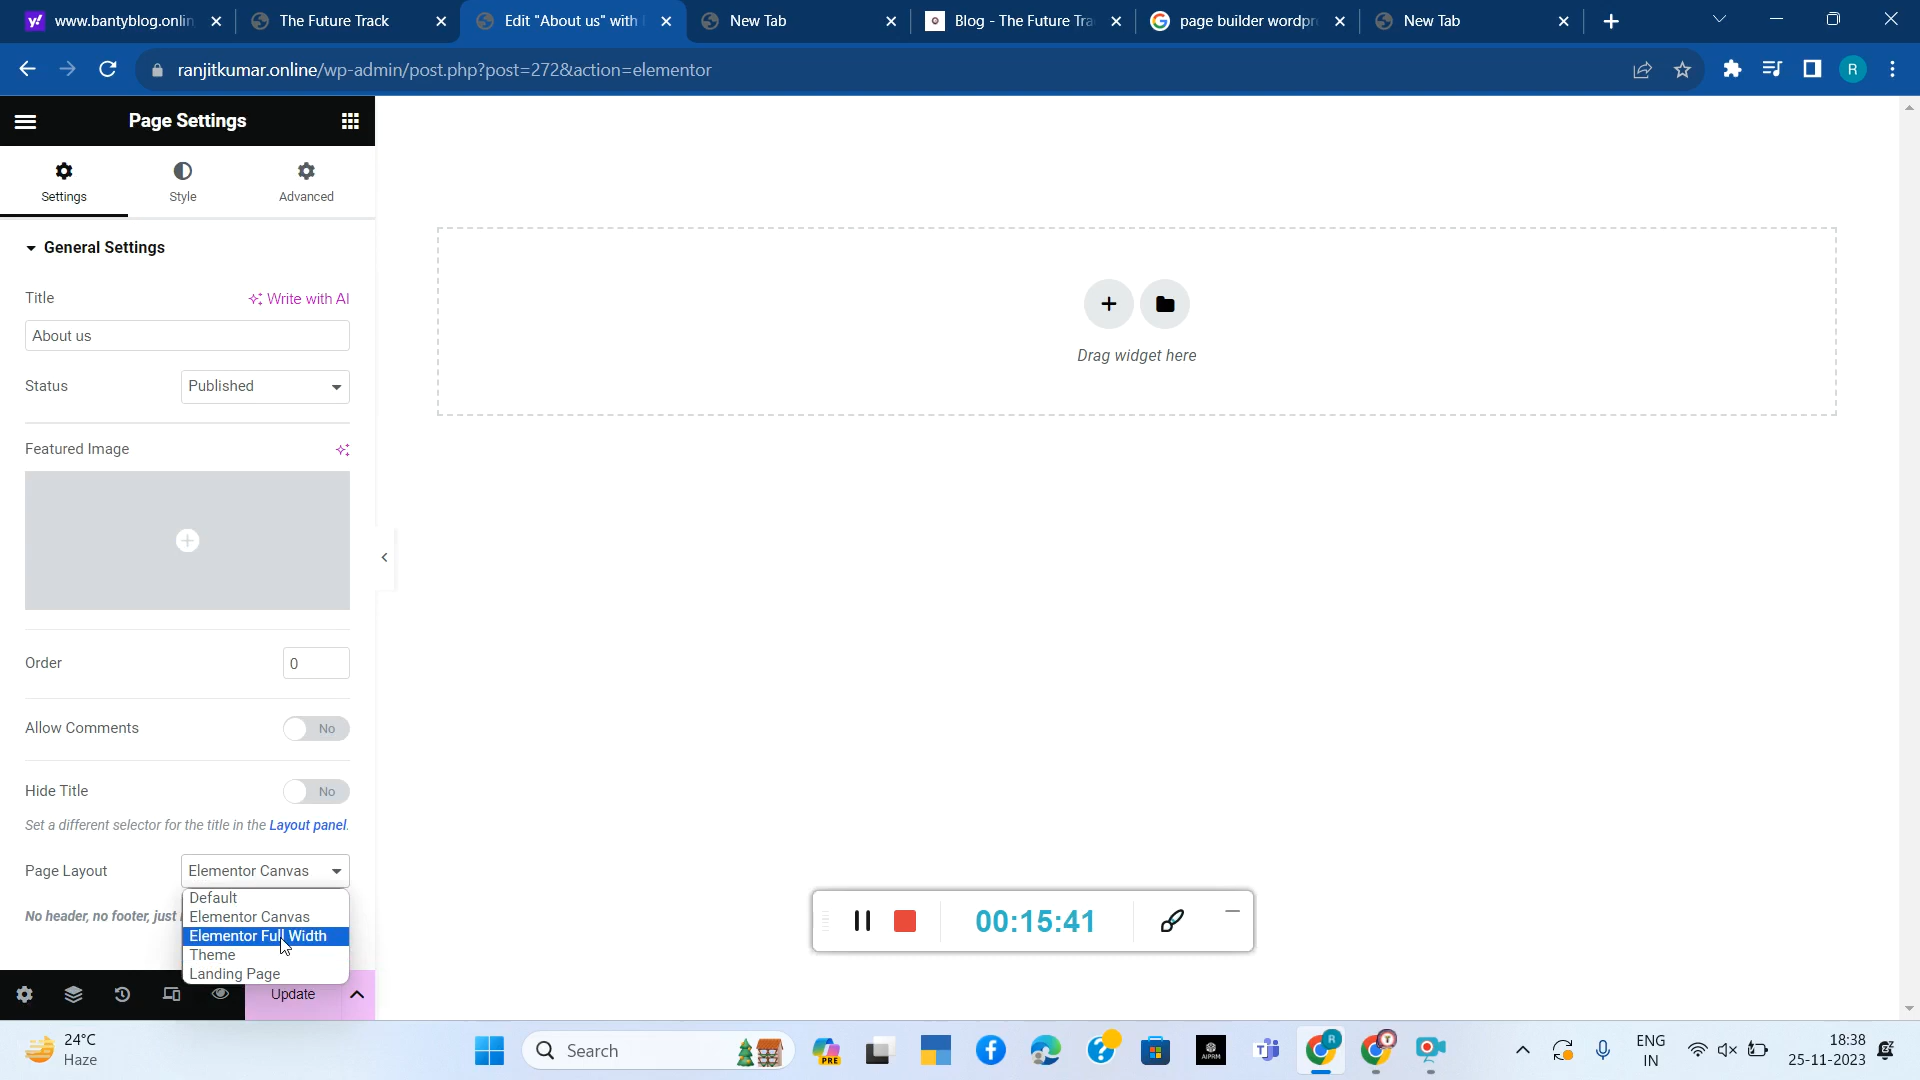 www.bantyblog.onlin
The Future Track
Edit "About us" with
New Tab
Blog - The Future Tra
page builder wordpr
New Tab
ranjitkumar.online/wp-admin/post.php?post=272&action=elementor
R
Page Settings
Settings
Style
Advanced
General Settings
Title
Write with AI
About us
Status
Published
Featured Image
Order
0
Allow Comments
No
Hide Title
No
Set a different selector for the title in the Layout panel.
Page Layout
Elementor Canvas
Default
Elementor Canvas
No header, no footer, just
Elementor Full Width
Theme
Landing Page
Update
Drag widget here
00:15:41
24°C
Haze
Search
PRE
AIPRM
R
T
ENG
IN
18:38
25-11-2023